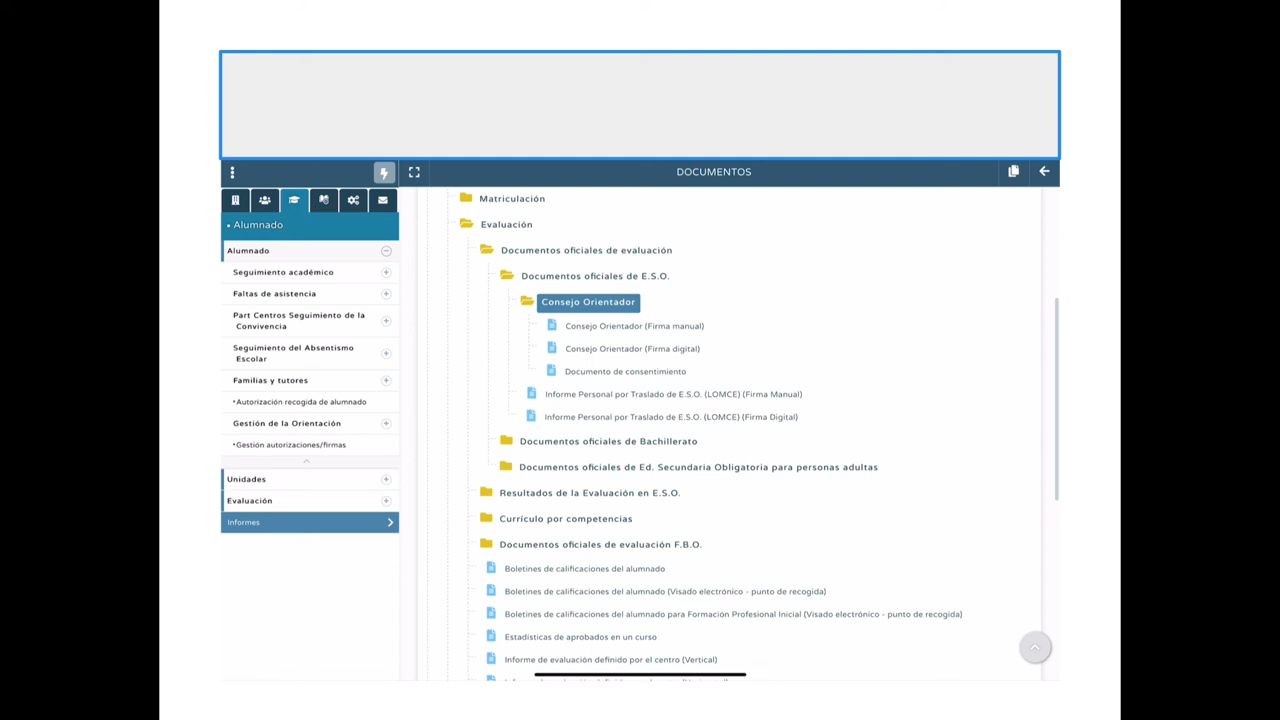 DOCUMENTOS
• Alumnado
Alumnado
Seguimiento académico
Faltas de asistencia
Part Centros Seguimiento de la
Convivencia
Seguimiento del Absentismo
Escolar
Familias y tutores
•Autorización recogida de alumnado
Gestión de la Orientación
•Gestión autorizaciones/firmas
Unidades
Evaluación
Informes
Matriculación
Evaluación
Documentos oficiales de evaluación
Documentos oficiales de E.S.O.
Consejo Orientador
Consejo Orientador (Firma manual)
Consejo Orientador (Firma digital)
Documento de consentimiento
Informe Personal por Traslado de E.S.O. (LOMCE) (Firma Manual)
Informe Personal por Traslado de E.S.O. (LOMCE) (Firma Digital)
Documentos oficiales de Bachillerato
Documentos oficiales de Ed. Secundaria Obligatoria para personas adultas
Resultados de la Evaluación en E.S.O.
Currículo por competencias
Documentos oficiales de evaluación F.B.O.
Boletines de calificaciones del alumnado
Boletines de calificaciones del alumnado (Visado electrónico - punto de recogida)
Boletines de calificaciones del alumnado para Formación Profesional Inicial (Visado electrónico - punto de recogida)
Estadísticas de aprobados en un curso
Informe de evaluación definido por el centro (Vertical)